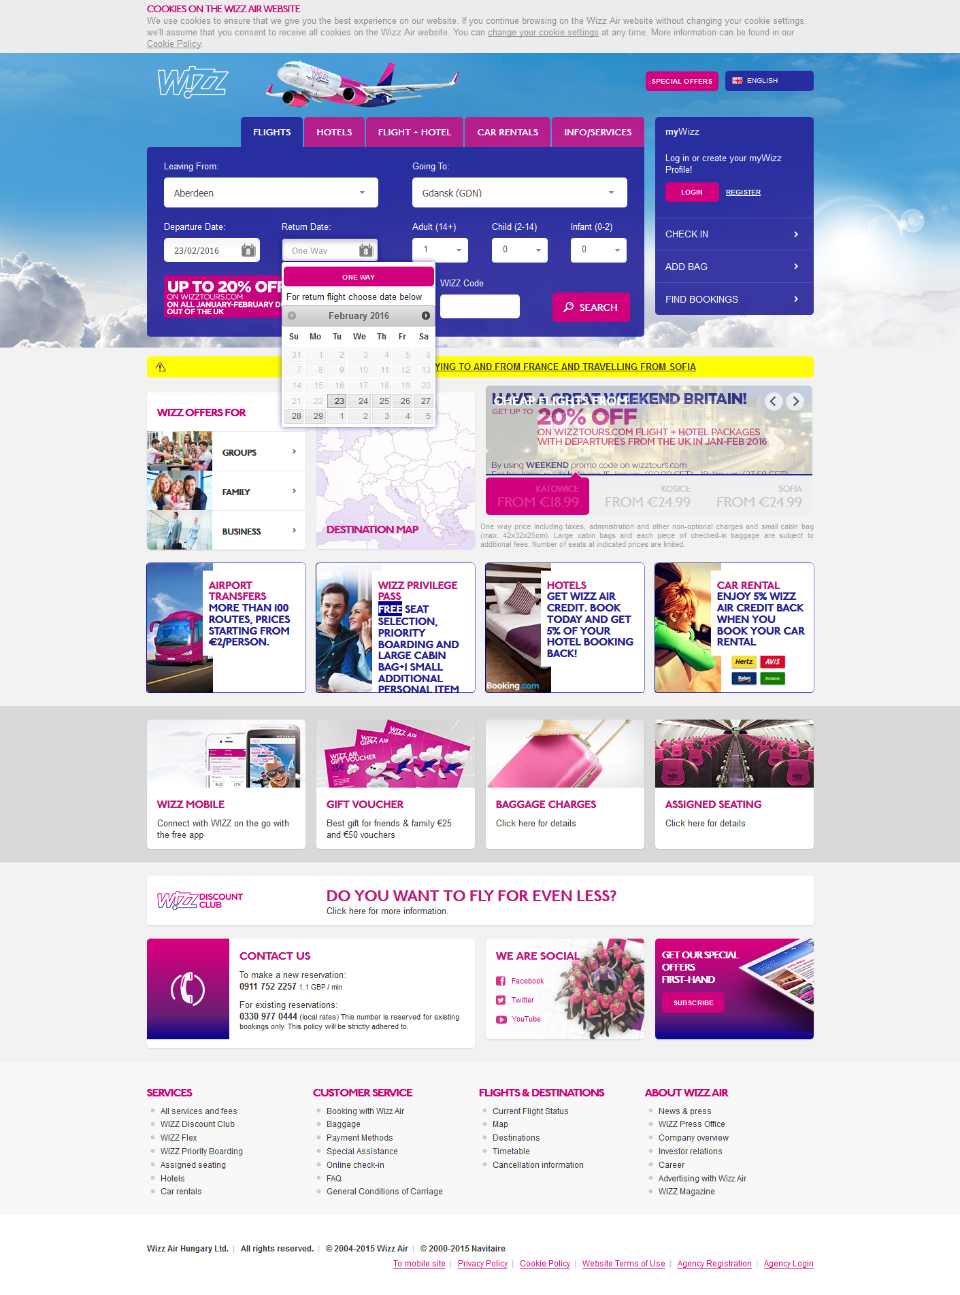 COOKIES ON THE WIZZ AIR WEBSITE
We use cookies to ensure that we give you the best experience on our website. If you continue browsing on the Wizz Air website without changing your cookie settings,
we'll assume that you consent to receive all cookies on the Wizz Air website. You can change your cookie settings at any time. More information can be found in our
Cookie Policy.
WIZZ
SPECIAL OFFERS
ENGLISH
FLIGHTS
HOTELS
FLIGHT + HOTEL
CAR RENTALS
INFO/SERVICES
Leaving From:
Going To:
Aberdeen
Gdansk (GDN)
Departure Date:
Return Date:
Adult (14+)
Child (2-14)
Infant (0-2)
23/02/2016
One Way
1
0
0
UP TO 20% OFF
ON WIZZTOURS.COM
ON ALL JANUARY-FEBRUARY
OUT OF THE UK
WIZZ Code
SEARCH
ONE WAY
For return flight choose date below
February 2016
Su Mo Tu We Th Fr Sa
31 1 2 3 4 5 6
7 8 9 10 11 12 13
14 15 16 17 18 19 20
21 22 23 24 25 26 27
28 29 1 2 3 4 5
myWizz
Log in or create your myWizz
Profile!
LOGIN
REGISTER
CHECK IN
ADD BAG
FIND BOOKINGS
YING TO AND FROM FRANCE AND TRAVELLING FROM SOFIA
WIZZ OFFERS FOR
GROUPS
FAMILY
BUSINESS
DESTINATION MAP
HAVE A GREAT WEEKEND BRITAIN!
CHEAP FLIGHTS FROM
GET UP TO
20% OFF
ON WIZZTOURS.COM FLIGHT + HOTEL PACKAGES
WITH DEPARTURES FROM THE UK IN JAN-FEB 2016
By using WEEKEND promo code on wizztours.com
KATOWICE
FROM €18.99
KOSICE
FROM €24.99
SOFIA
FROM €24.99
One way price including taxes, administration and other non-optional charges and small cabin bag
(max: 42x32x25cm). Large cabin bags and each piece of checked-in baggage are subject to
additional fees. Number of seats at indicated prices are limited.
AIRPORT
TRANSFERS
MORE THAN 100
ROUTES, PRICES
STARTING FROM
€2/PERSON.
WIZZ PRIVILEGE
PASS
FREE SEAT
SELECTION,
PRIORITY
BOARDING AND
LARGE CABIN
BAG+1 SMALL
ADDITIONAL
PERSONAL ITEM
HOTELS
GET WIZZ AIR
CREDIT. BOOK
TODAY AND GET
5% OF YOUR
HOTEL BOOKING
BACK!
Booking.com
CAR RENTAL
ENJOY 5% WIZZ
AIR CREDIT BACK
WHEN YOU
BOOK YOUR CAR
RENTAL
Hertz
AVIS
Budget
WIZZ MOBILE
Connect with WIZZ on the go with
the free app
WIZZ AIR
GIFT VOUCHER
GIFT VOUCHER
Best gift for friends & family €25
and €50 vouchers
BAGGAGE CHARGES
Click here for details
ASSIGNED SEATING
Click here for details
WIZZ DISCOUNT
CLUB
DO YOU WANT TO FLY FOR EVEN LESS?
Click here for more information.
CONTACT US
To make a new reservation:
0911 752 2257 1.1 GBP / min
For existing reservations:
0330 977 0444 (local rates) This number is reserved for existing
bookings only. This policy will be strictly adhered to.
WE ARE SOCIAL
Facebook
Twitter
YouTube
GET OUR SPECIAL
OFFERS
FIRST-HAND
SUBSCRIBE
SERVICES
All services and fees
WIZZ Discount Club
WIZZ Flex
WIZZ Priority Boarding
Assigned seating
Hotels
Car rentals
CUSTOMER SERVICE
Booking with Wizz Air
Baggage
Payment Methods
Special Assistance
Online check-in
FAQ
General Conditions of Carriage
FLIGHTS & DESTINATIONS
Current Flight Status
Map
Destinations
Timetable
Cancellation information
ABOUT WIZZ AIR
News & press
WIZZ Press Office
Company overview
Investor relations
Career
Advertising with Wizz Air
WIZZ Magazine
Wizz Air Hungary Ltd. | All rights reserved. | © 2004-2015 Wizz Air | © 2000-2015 Navitaire
To mobile site | Privacy Policy | Cookie Policy | Website Terms of Use | Agency Registration | Agency Login